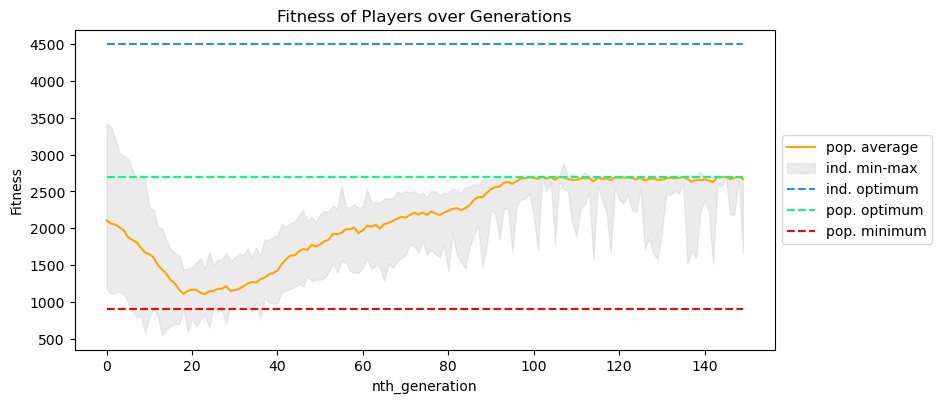 Fitness of Players over Generations
Fitness
4500
4000
3500
3000
2500
2000
1500
1000
500
0
20
40
60
80
100
120
140
nth_generation
pop. average
ind. min-max
ind. optimum
pop. optimum
pop. minimum